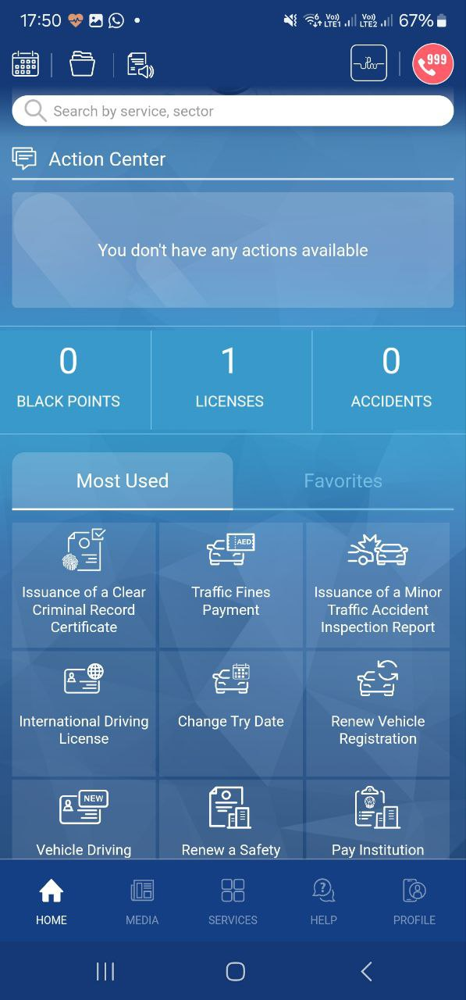 17:50
Vo)) LTE1 Vo)) LTE2 67%
999
Search by service, sector
Action Center
You don't have any actions available
0 1 0
BLACK POINTS LICENSES ACCIDENTS
Most Used Favorites
AED
Issuance of a Clear
Criminal Record
Certificate
Traffic Fines
Payment
Issuance of a Minor
Traffic Accident
Inspection Report
International Driving
License
Change Try Date
Renew Vehicle
Registration
NEW
Vehicle Driving
Renew a Safety
Pay Institution
HOME MEDIA SERVICES HELP PROFILE